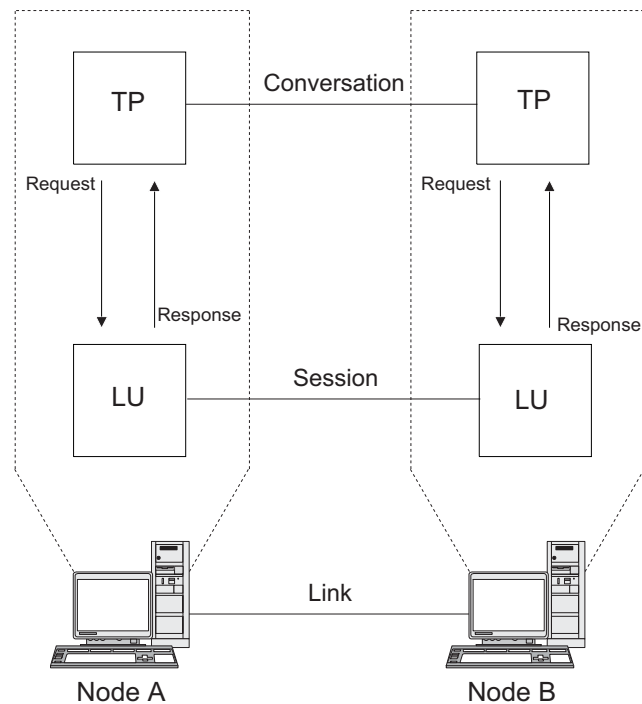 TP
Conversation
TP
Request
Request
Response
Response
LU
Session
LU
Link
Node A
Node B